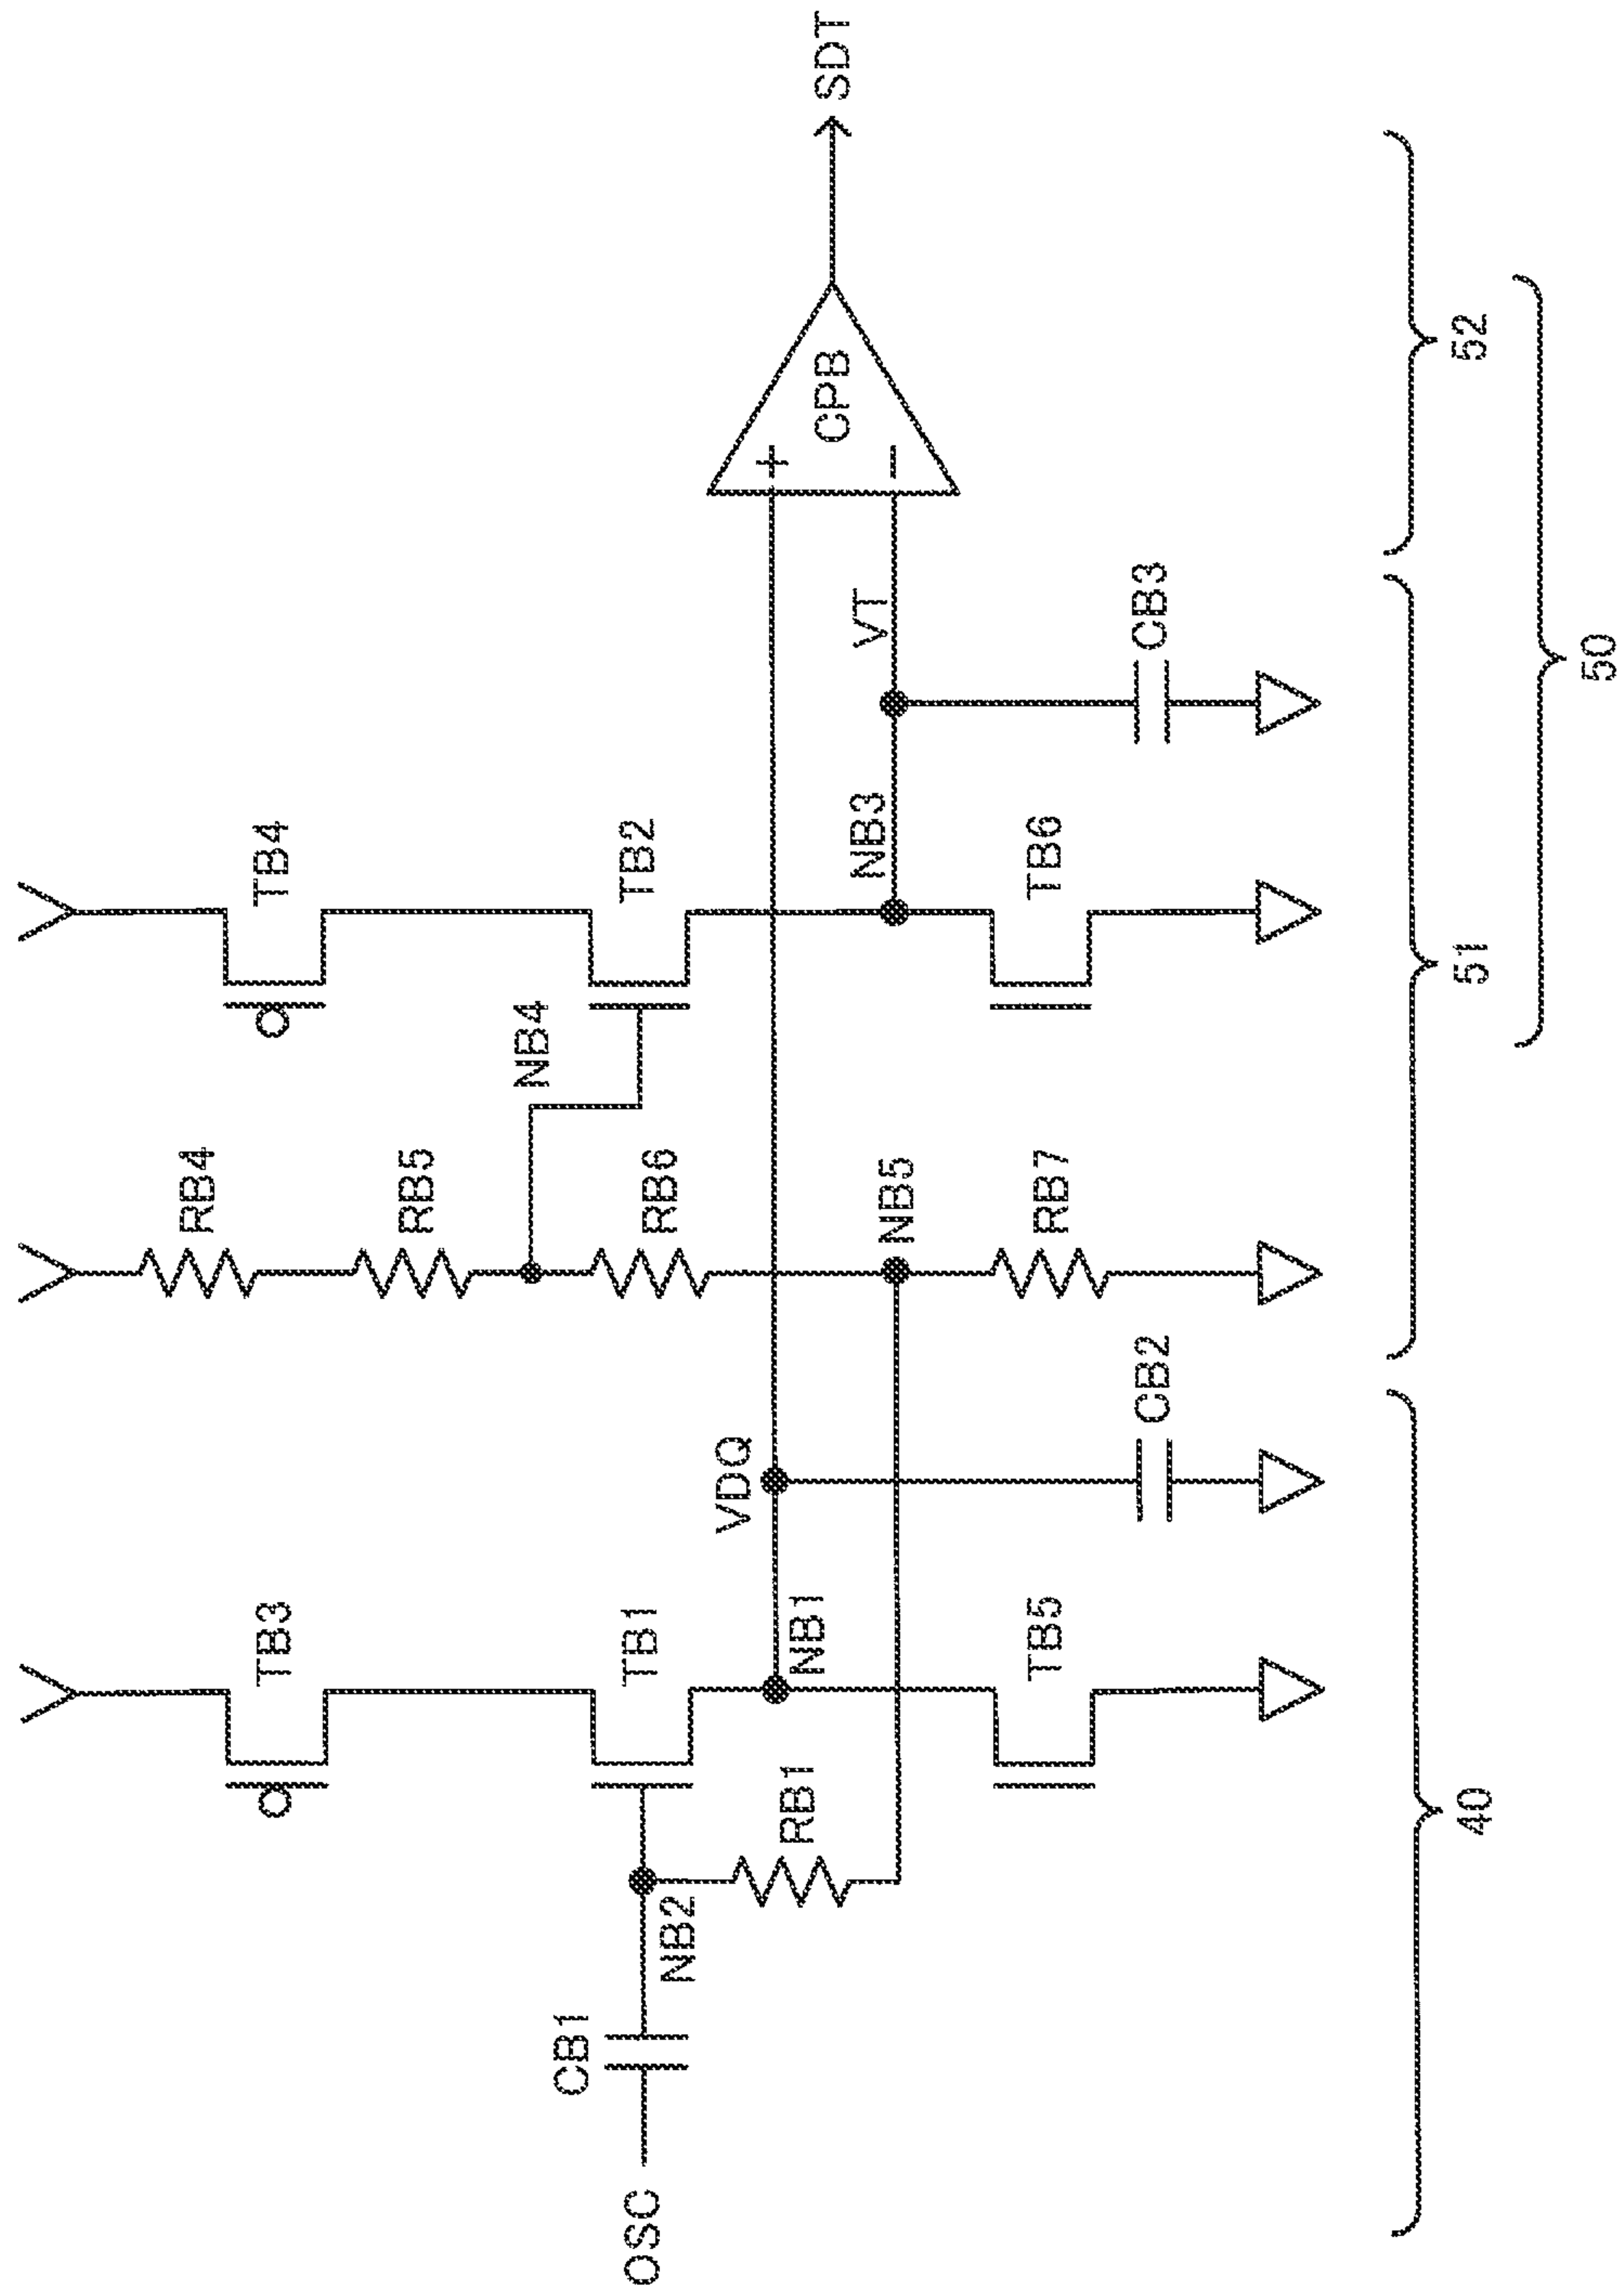 OSC
CB1
NB2
RB1
TB3
TB1
NB1
TB5
VDQ
CB2
RB4
RB5
RB6
NB5
RB7
NB4
TB4
TB2
NB3
TB6
VT
CB3
+
−
CPB
SDT
40
51
52
50